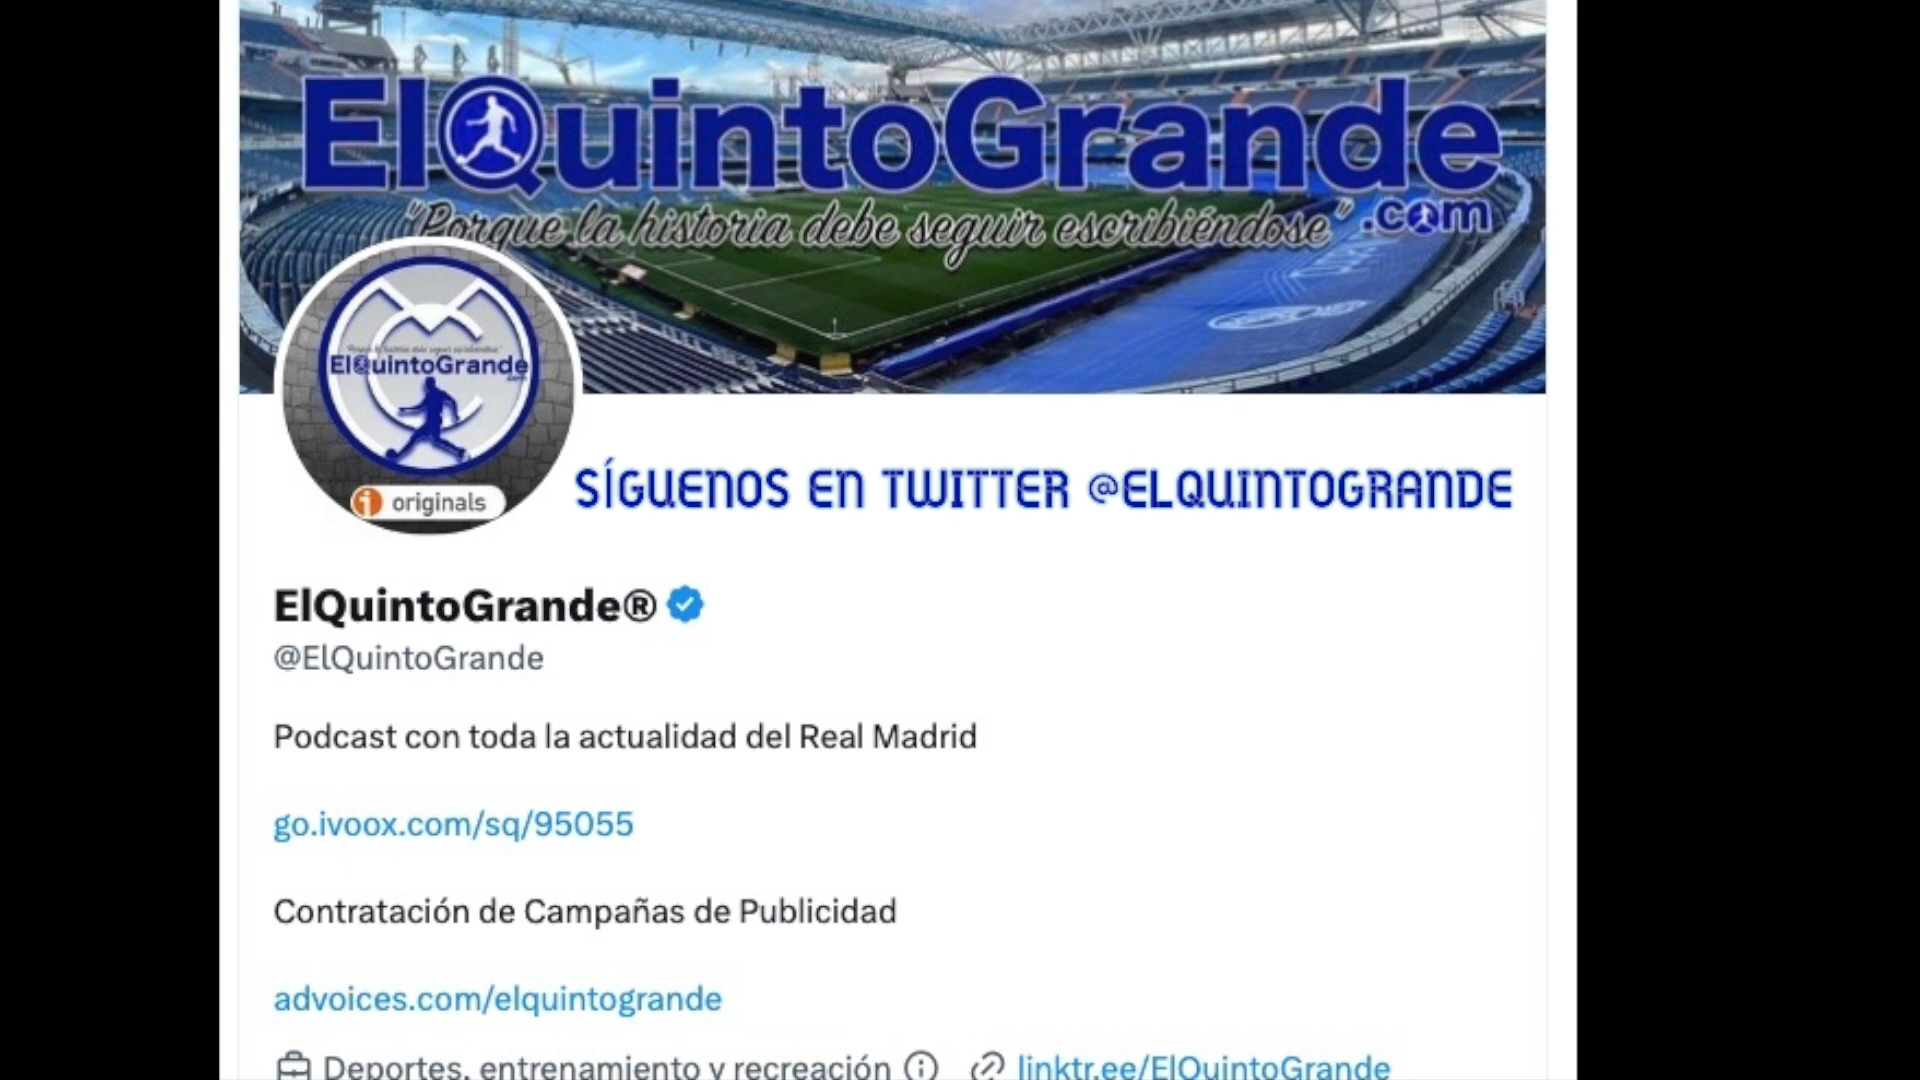 ElQuintoGrande
"Porque la historia debe seguir escribiéndose" .com
ElQuintoGrande
originals
SÍGUENOS EN TWITTER @ELQUINTOGRANDE
ElQuintoGrande®
@ElQuintoGrande
Podcast con toda la actualidad del Real Madrid
go.ivoox.com/sq/95055
Contratación de Campañas de Publicidad
advoices.com/elquintogrande
Deportes, entrenamiento y recreación linktr.ee/ElQuintoGrande